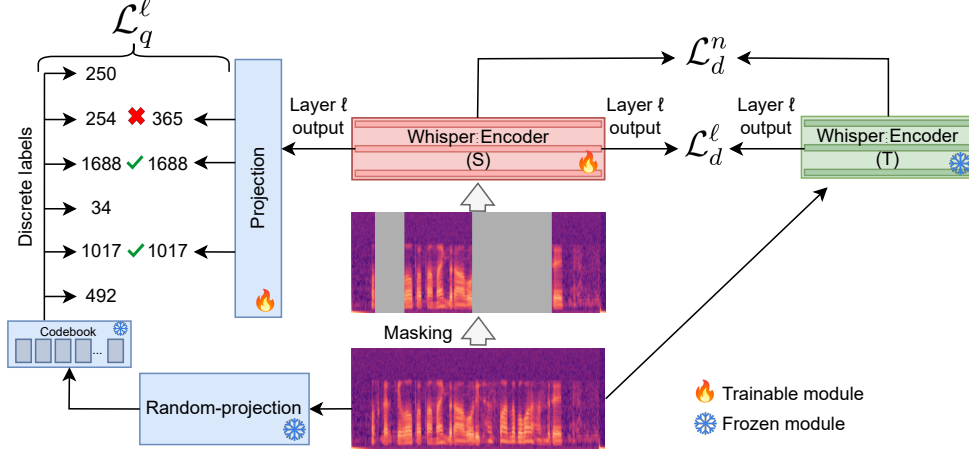 ℒ_q^ℓ
Discrete labels
250
254 365
1688 1688
34
1017 1017
492
Projection
Codebook
...
Random-projection
Layer ℓ
output
Whisper Encoder
(S)
Layer ℓ
output
ℒ_d^n
ℒ_d^ℓ
Layer ℓ
output
Whisper Encoder
(T)
Masking
Trainable module
Frozen module